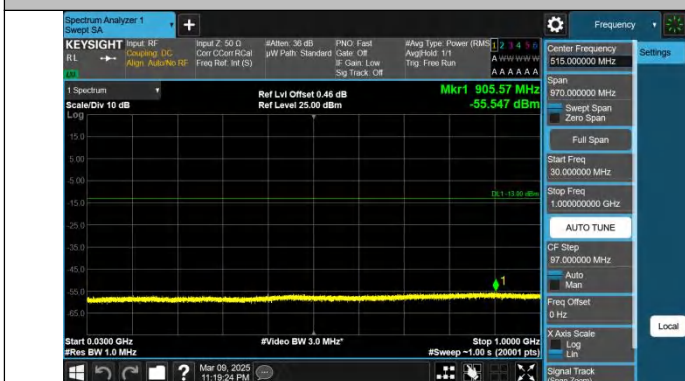 Spectrum Analyzer 1
Swept SA
Frequency
KEYSIGHT
RL
Input: RF
Coupling: DC
Align: Auto/No RF
Input Z: 50 Ω
Corr CCorr RCal
Freq Ref: Int (S)
#Atten: 36 dB
µW Path: Standard
PNO: Fast
Gate: Off
IF Gain: Low
Sig Track: Off
#Avg Type: Power (RMS)
Avg|Hold: 1/1
Trig: Free Run
1 2 3 4 5 6
A W W W W W
A A A A A A
1 Spectrum
Scale/Div 10 dB
Log
Ref Lvl Offset 0.46 dB
Ref Level 25.00 dBm
Mkr1 905.57 MHz
-55.547 dBm
15.0
5.00
-5.00
-15.0
-25.0
-35.0
-45.0
-55.0
-65.0
DL1 -13.00 dBm
1
Start 0.0300 GHz
#Res BW 1.0 MHz
#Video BW 3.0 MHz*
Stop 1.0000 GHz
#Sweep ~1.00 s (20001 pts)
Mar 09, 2025
11:19:24 PM
Center Frequency
515.000000 MHz
Settings
Span
970.000000 MHz
Swept Span
Zero Span
Full Span
Start Freq
30.000000 MHz
Stop Freq
1.000000000 GHz
AUTO TUNE
CF Step
97.000000 MHz
Auto
Man
Freq Offset
0 Hz
X Axis Scale
Log
Lin
Local
Signal Track
(Span Zoom)